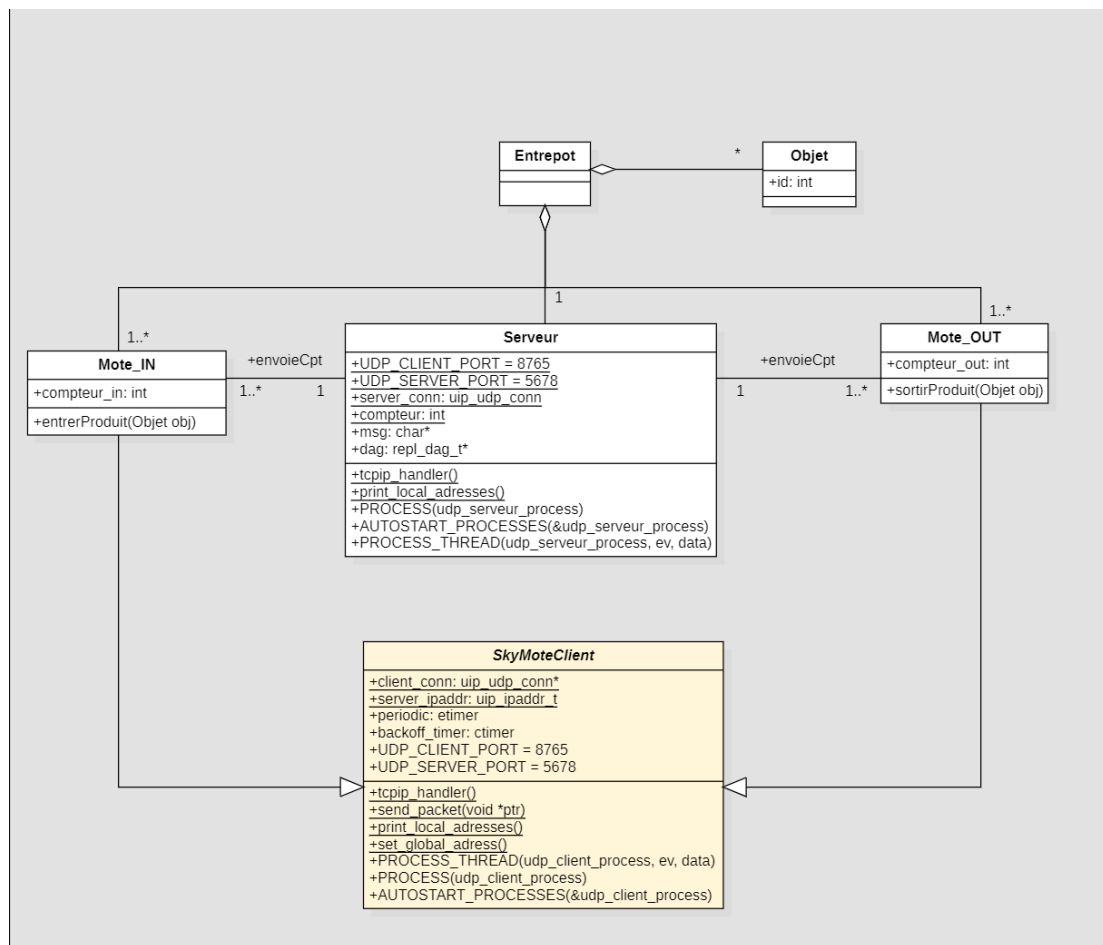 Entrepot
*
Objet
+id: int
1
1..*
1..*
Mote_IN
+compteur_in: int
+entrerProduit(Objet obj)
+envoieCpt
1..*
1
Serveur
+UDP_CLIENT_PORT = 8765
+UDP_SERVER_PORT = 5678
+server_conn: uip_udp_conn
+compteur: int
+msg: char*
+dag: repl_dag_t*
+tcpip_handler()
+print_local_adresses()
+PROCESS(udp_serveur_process)
+AUTOSTART_PROCESSES(&udp_serveur_process)
+PROCESS_THREAD(udp_serveur_process, ev, data)
+envoieCpt
1
1..*
Mote_OUT
+compteur_out: int
+sortirProduit(Objet obj)
SkyMoteClient
+client_conn: uip_udp_conn*
+server_ipaddr: uip_ipaddr_t
+periodic: etimer
+backoff_timer: ctimer
+UDP_CLIENT_PORT = 8765
+UDP_SERVER_PORT = 5678
+tcpip_handler()
+send_packet(void *ptr)
+print_local_adresses()
+set_global_adress()
+PROCESS_THREAD(udp_client_process, ev, data)
+PROCESS(udp_client_process)
+AUTOSTART_PROCESSES(&udp_client_process)